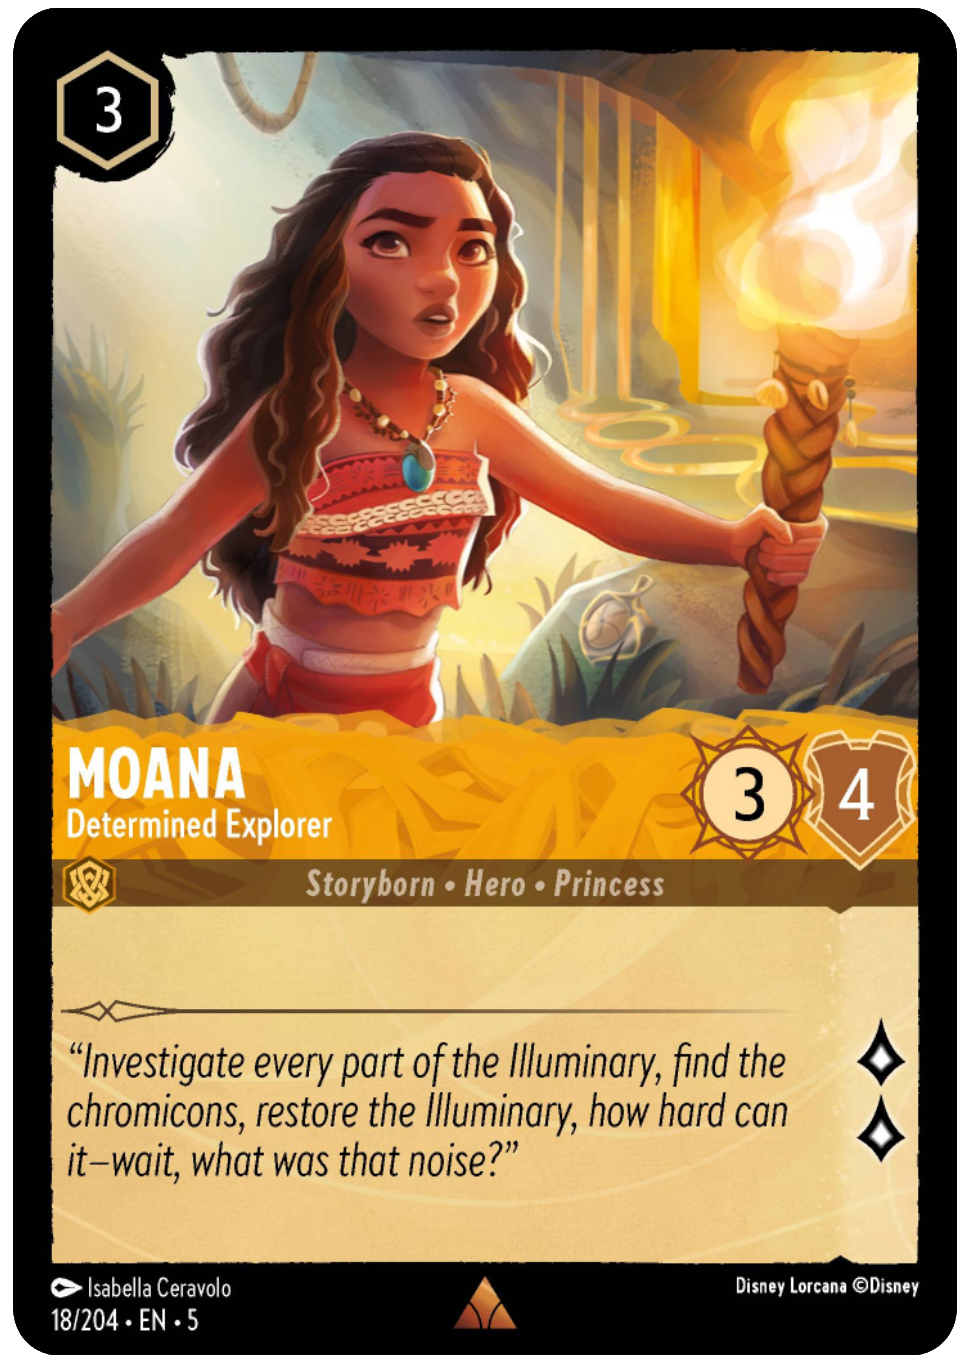 3
MOANA
Determined Explorer
3
4
Storyborn • Hero • Princess
“Investigate every part of the Illuminary, find the
chromicons, restore the Illuminary, how hard can
it–wait, what was that noise?”
Isabella Ceravolo
Disney Lorcana ©Disney
18/204 • EN • 5